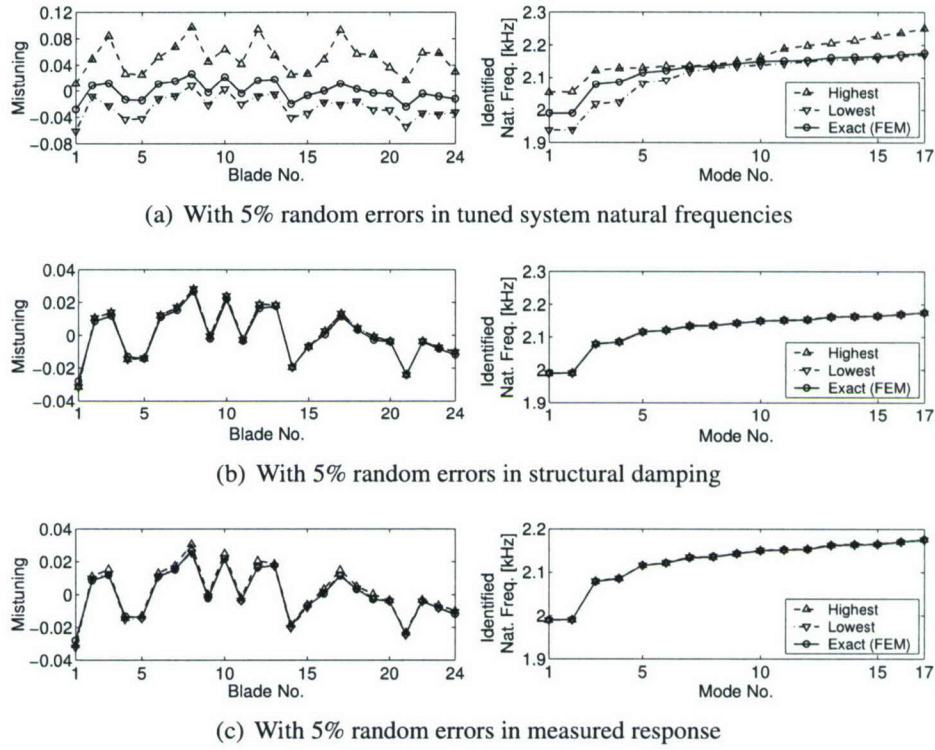 0.12
0.08
0.04
0
−0.04
−0.08
Mistuning
1 5 10 15 20 24
Blade No.
2.3
2.2
2.1
2
1.9
Identified
Nat. Freq. [kHz]
Highest
Lowest
Exact (FEM)
1 5 10 15 17
Mode No.
(a) With 5% random errors in tuned system natural frequencies
0.04
0.02
0
−0.02
−0.04
Mistuning
1 5 10 15 20 24
Blade No.
2.3
2.2
2.1
2
1.9
Identified
Nat. Freq. [kHz]
Highest
Lowest
Exact (FEM)
1 5 10 15 17
Mode No.
(b) With 5% random errors in structural damping
0.04
0.02
0
−0.02
−0.04
Mistuning
1 5 10 15 20 24
Blade No.
2.2
2.1
2
1.9
Identified
Nat. Freq. [kHz]
Highest
Lowest
Exact (FEM)
1 5 10 15 17
Mode No.
(c) With 5% random errors in measured response